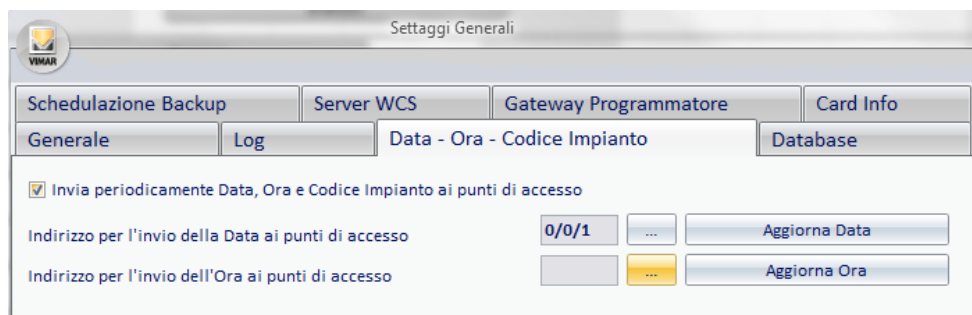 Settaggi Generali
VIMAR
Schedulazione Backup Server WCS Gateway Programmatore Card Info
Generale Log Data - Ora - Codice Impianto Database
Invia periodicamente Data, Ora e Codice Impianto ai punti di accesso
Indirizzo per l'invio della Data ai punti di accesso 0/0/1 ... Aggiorna Data
Indirizzo per l'invio dell'Ora ai punti di accesso ... Aggiorna Ora